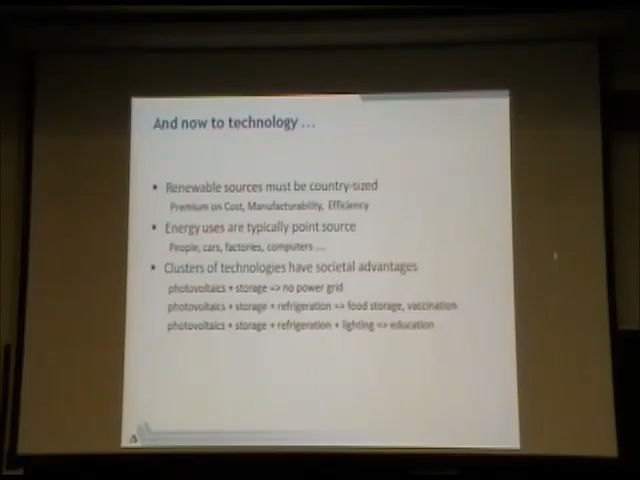 And now to technology ...
• Renewable sources must be country-sized
Premium on Cost, Manufacturability, Efficiency
• Energy uses are typically point source
People, cars, factories, computers ...
• Clusters of technologies have societal advantages
photovoltaics + storage => no power grid
photovoltaics + storage + refrigeration => food storage, vaccination
photovoltaics + storage + refrigeration + lighting => education